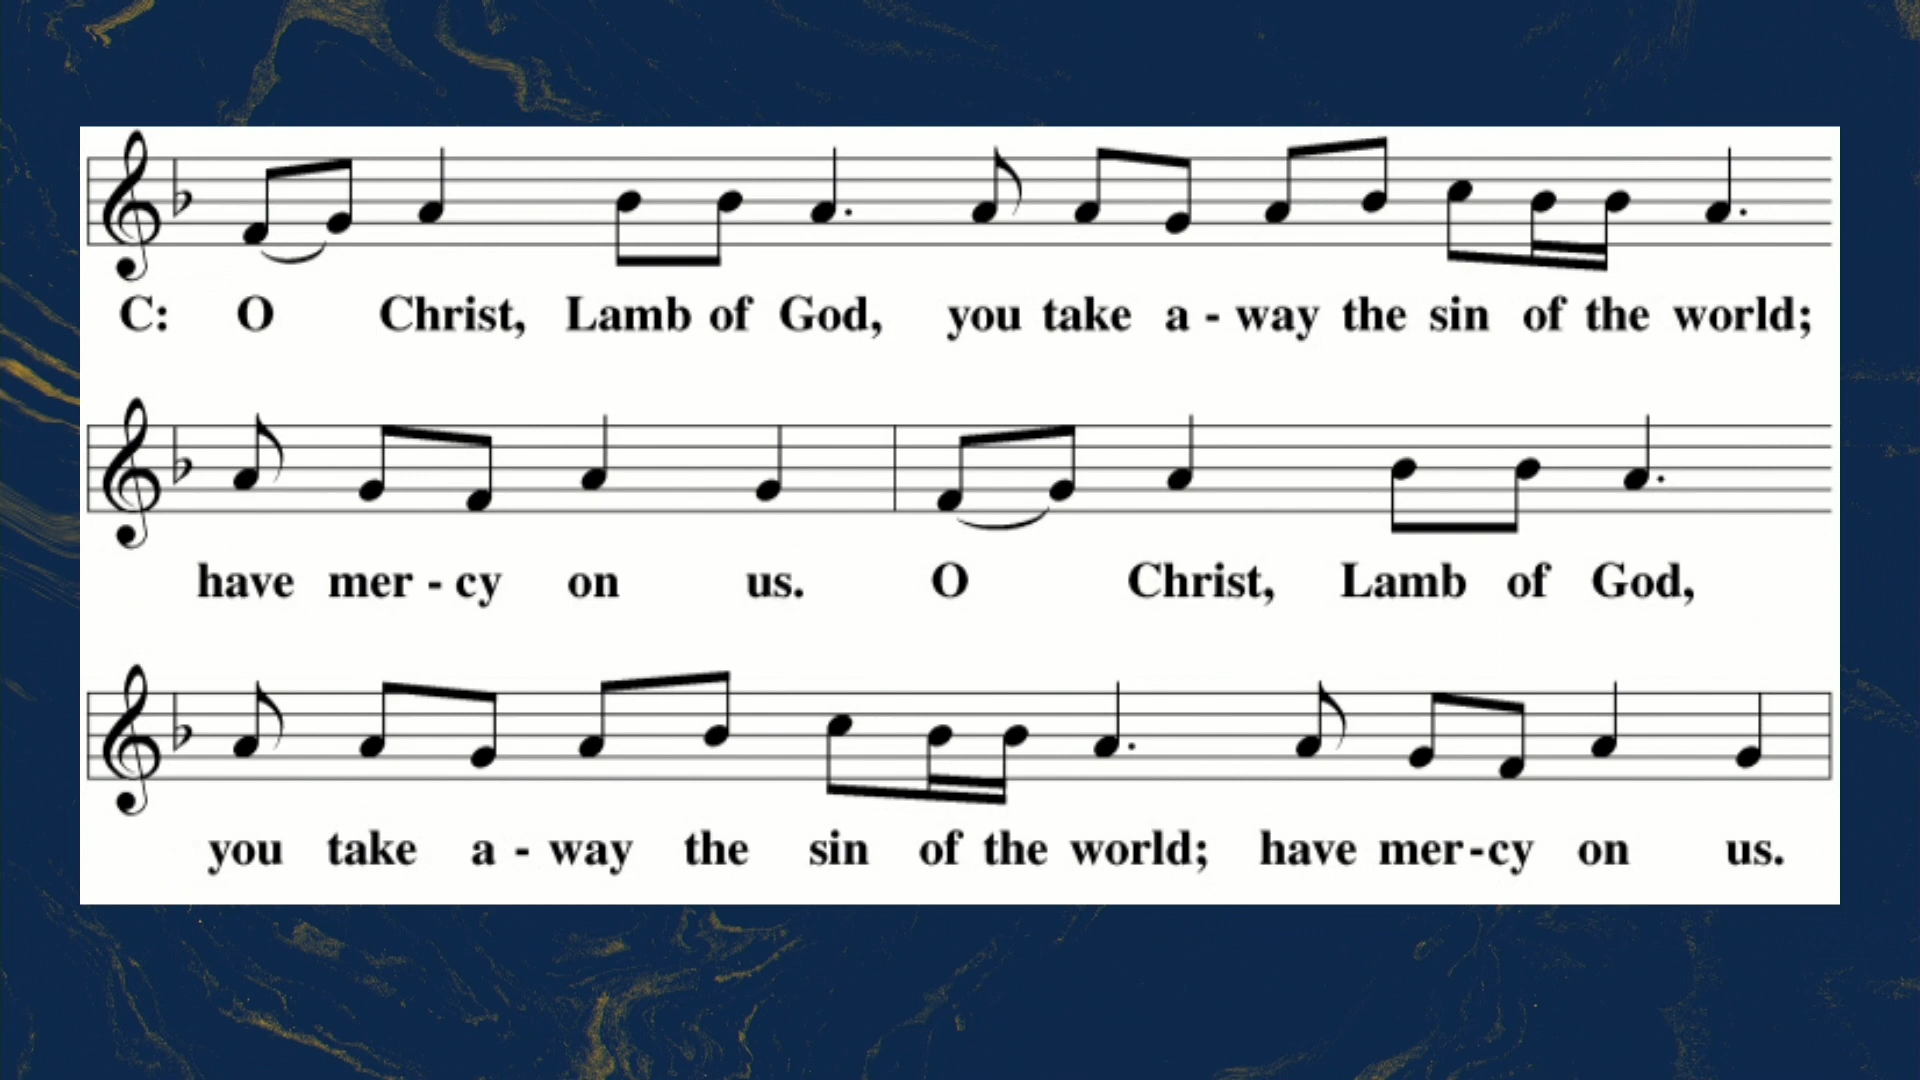 C: O Christ, Lamb of God, you take a - way the sin of the world;
have mer - cy on us. O Christ, Lamb of God,
you take a - way the sin of the world; have mer - cy on us.